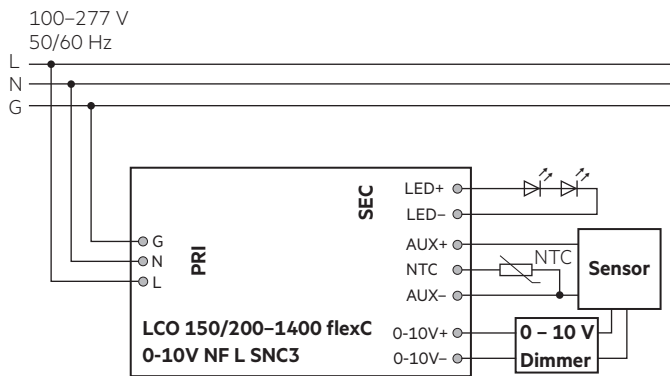 100–277 V
50/60 Hz
L
N
G
LED+
LED–
SEC
AUX+
G
NTC
NTC
N
PRI
Sensor
L
AUX–
LCO 150/200–1400 flexC
0-10V+
0 – 10 V
0-10V NF L SNC3
0-10V–
Dimmer